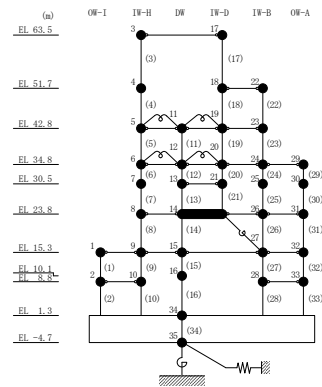 (m) OW-I IW-H DW IW-D IW-B OW-A
EL 63.5 3 17
(3) (17)
EL 51.7 4 18 22
(4) (18) (22)
EL 42.8 5 11 19 23
(5) (11) (19) (23)
12 20
EL 34.8 6 24 29
(6) (12) (20) (24) (29)
EL 30.5 7 13 21 25 30
(7) (13) (21) (25) (30)
EL 23.8 8 14 26 31
(8) (14) (26) (31)
27
EL 15.3 1 9 15 32
(1) (9) (15) (27) (32)
EL 10.1 16
EL 8.8 2 10 28 33
(2) (10) (16) (28) (33)
EL 1.3 34
(34)
EL -4.7 35